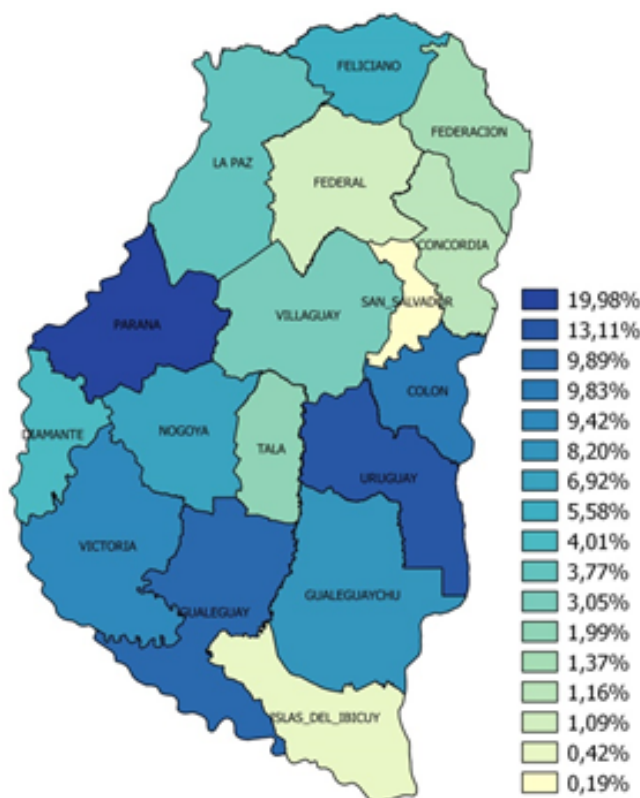 FELICIANO
FEDERACION
LA PAZ
FEDERAL
CONCORDIA
SAN_SALVADOR
PARANA
VILLAGUAY
COLON
DIAMANTE
NOGOYA
TALA
URUGUAY
VICTORIA
GUALEGUAYCHU
GUALEGUAY
ISLAS_DEL_IBICUY
19,98%
13,11%
9,89%
9,83%
9,42%
8,20%
6,92%
5,58%
4,01%
3,77%
3,05%
1,99%
1,37%
1,16%
1,09%
0,42%
0,19%